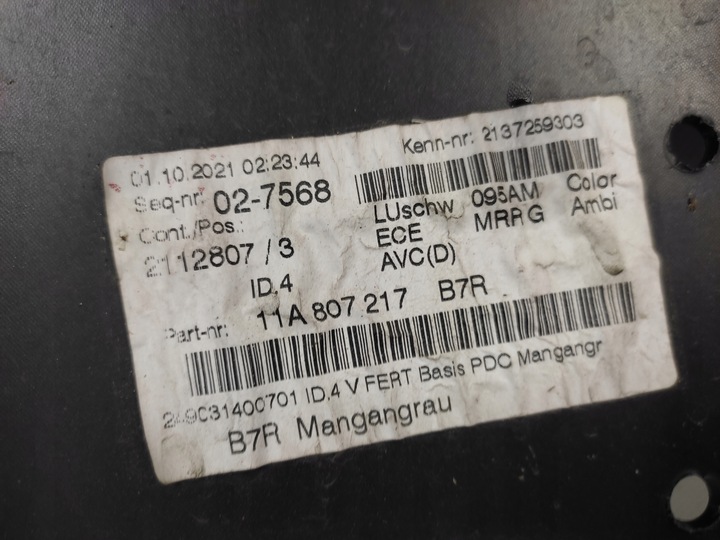 01.10.2021 02:23:44
Kenn-nr: 2137259303
Seq-nr: 02-7568
Cont./Pos.:
2112807 / 3
LUschw 095AM Color
ECE MRRG Ambi
AVC(D)
ID.4
Part-nr: 11A 807 217 B7R
249C31400701 ID.4 V FERT Basis PDC Mangangr
B7R Mangangrau